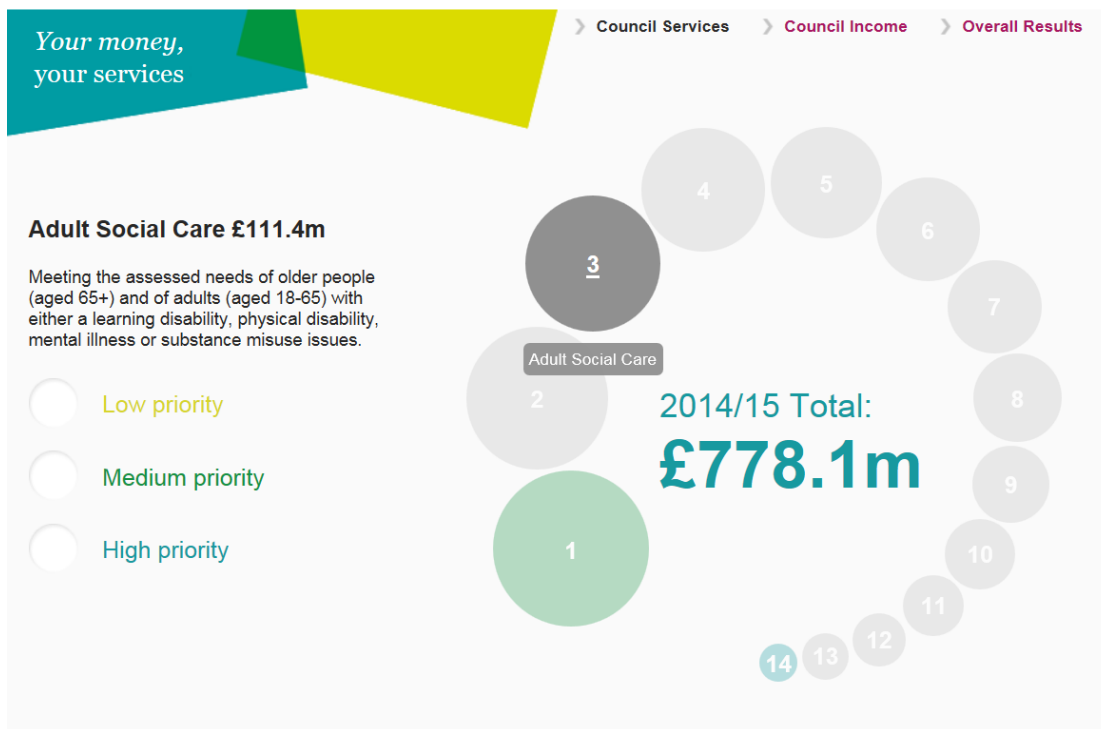 Your money,
your services
Council Services
Council Income
Overall Results
Adult Social Care £111.4m
Meeting the assessed needs of older people
(aged 65+) and of adults (aged 18-65) with
either a learning disability, physical disability,
mental illness or substance misuse issues.
Low priority
Medium priority
High priority
1
2
3
Adult Social Care
4
5
6
7
8
9
10
11
12
13
14
2014/15 Total:
£778.1m